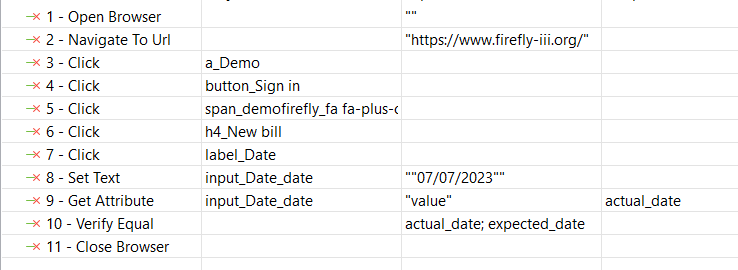 1 - Open Browser ""
2 - Navigate To Url "https://www.firefly-iii.org/"
3 - Click a_Demo
4 - Click button_Sign in
5 - Click span_demofirefly_fa fa-plus-c
6 - Click h4_New bill
7 - Click label_Date
8 - Set Text input_Date_date ""07/07/2023""
9 - Get Attribute input_Date_date "value" actual_date
10 - Verify Equal actual_date; expected_date
11 - Close Browser